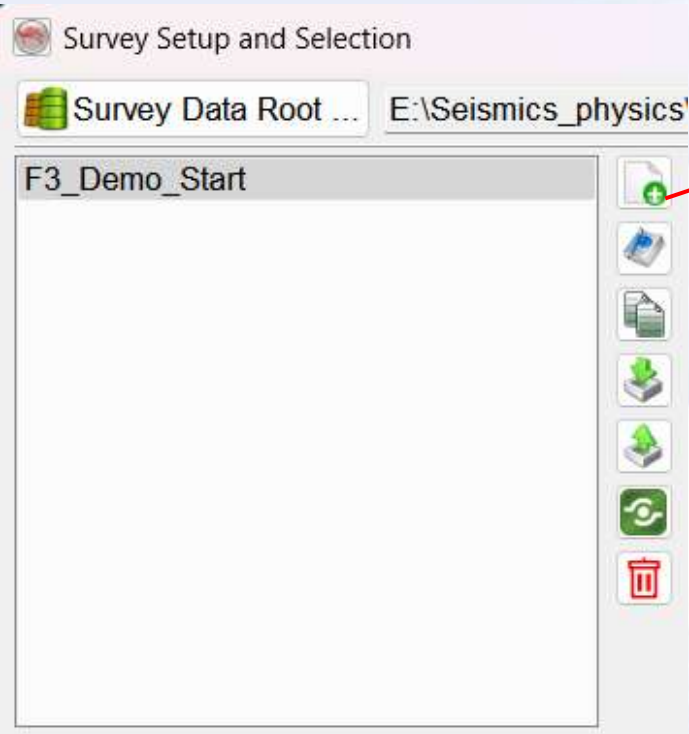 Survey Setup and Selection
Survey Data Root ... E:\Seismics_physics\
F3_Demo_Start